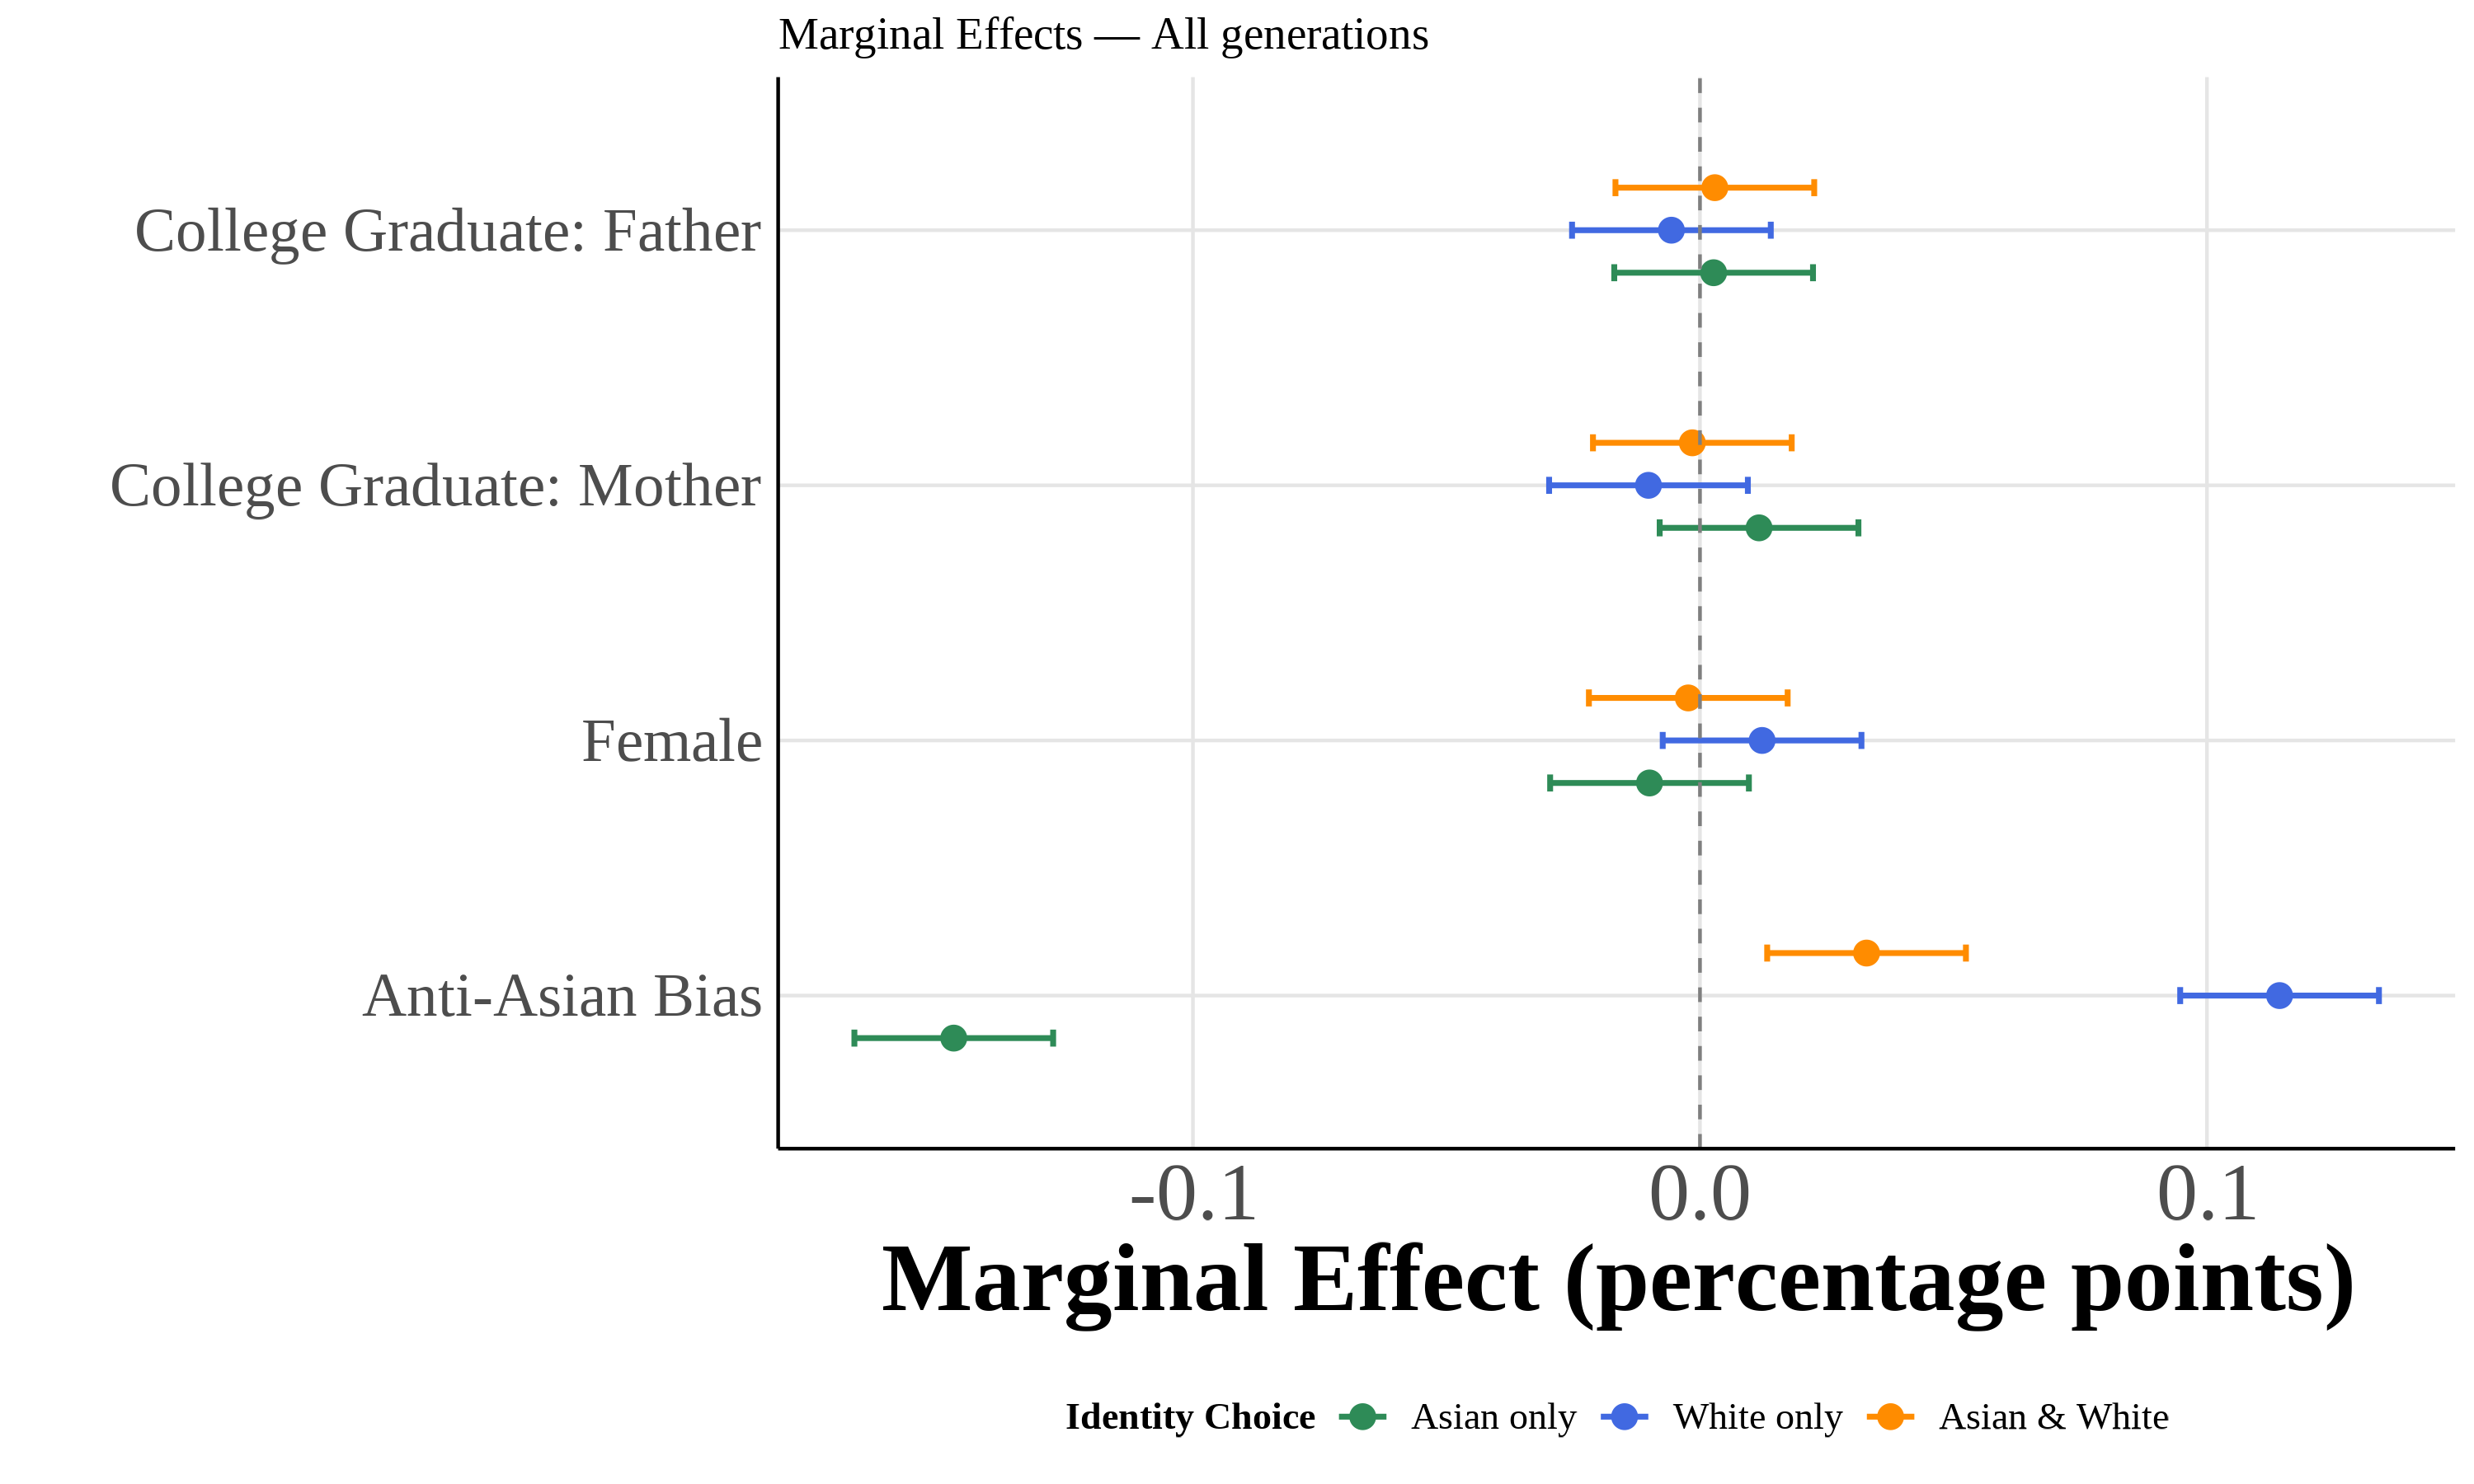 Marginal Effects — All generations
College Graduate: Father
College Graduate: Mother
Female
Anti-Asian Bias
-0.1 0.0 0.1
Marginal Effect (percentage points)
Identity Choice Asian only White only Asian & White